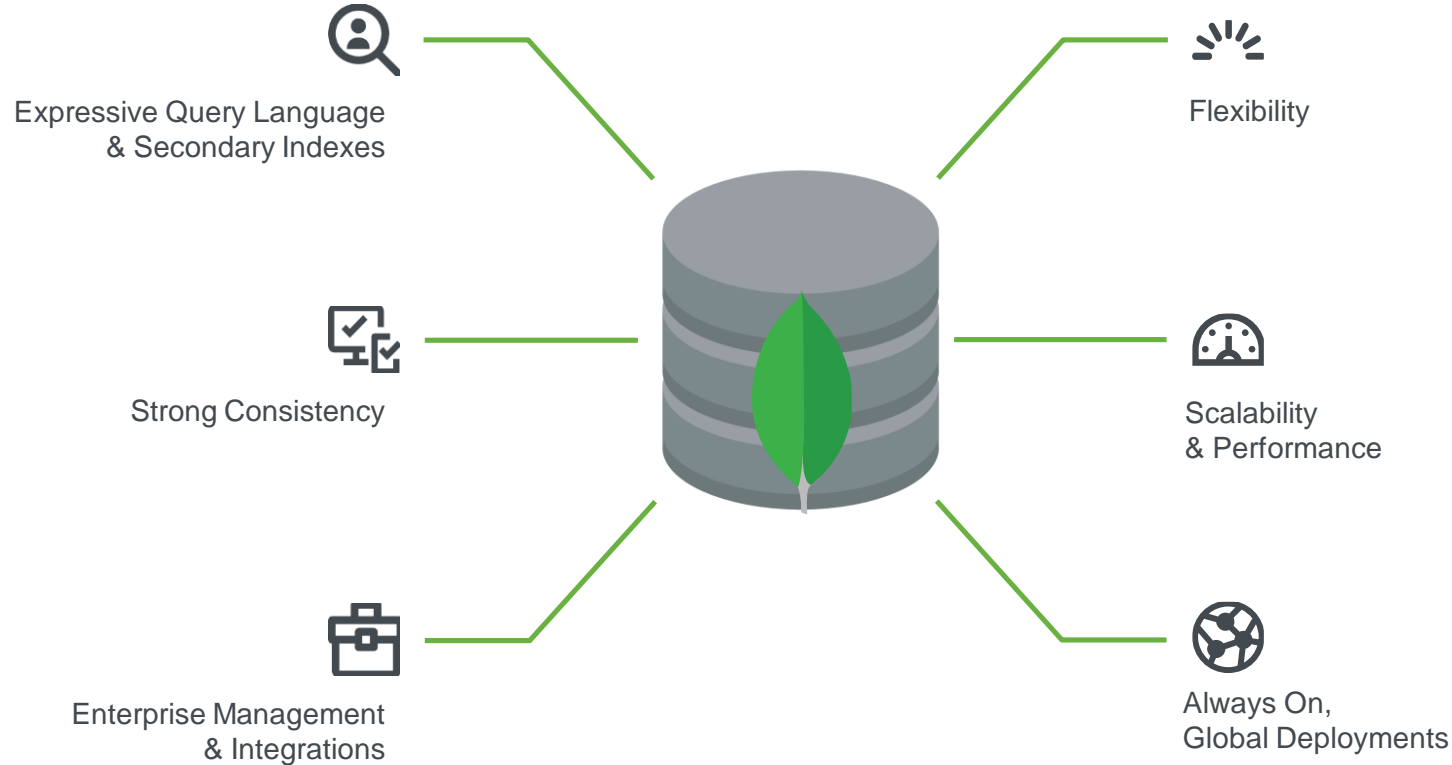 Expressive Query Language
& Secondary Indexes
Flexibility
Strong Consistency
Scalability
& Performance
Enterprise Management
& Integrations
Always On,
Global Deployments